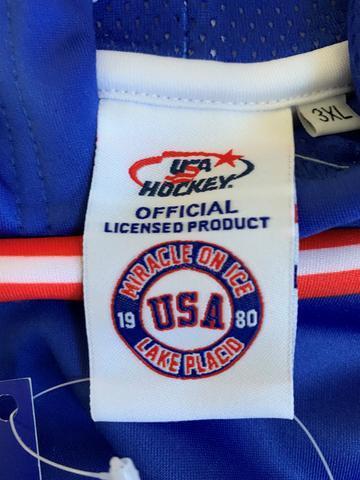 3XL
USA
HOCKEY
OFFICIAL
LICENSED PRODUCT
MIRACLE ON ICE
19 USA 80
LAKE PLACID